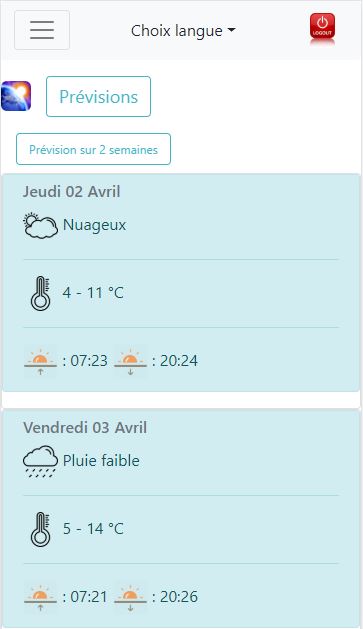 Choix langue
LOGOUT
Prévisions
Prévision sur 2 semaines
Jeudi 02 Avril
Nuageux
4 - 11 °C
: 07:23 : 20:24
Vendredi 03 Avril
Pluie faible
5 - 14 °C
: 07:21 : 20:26